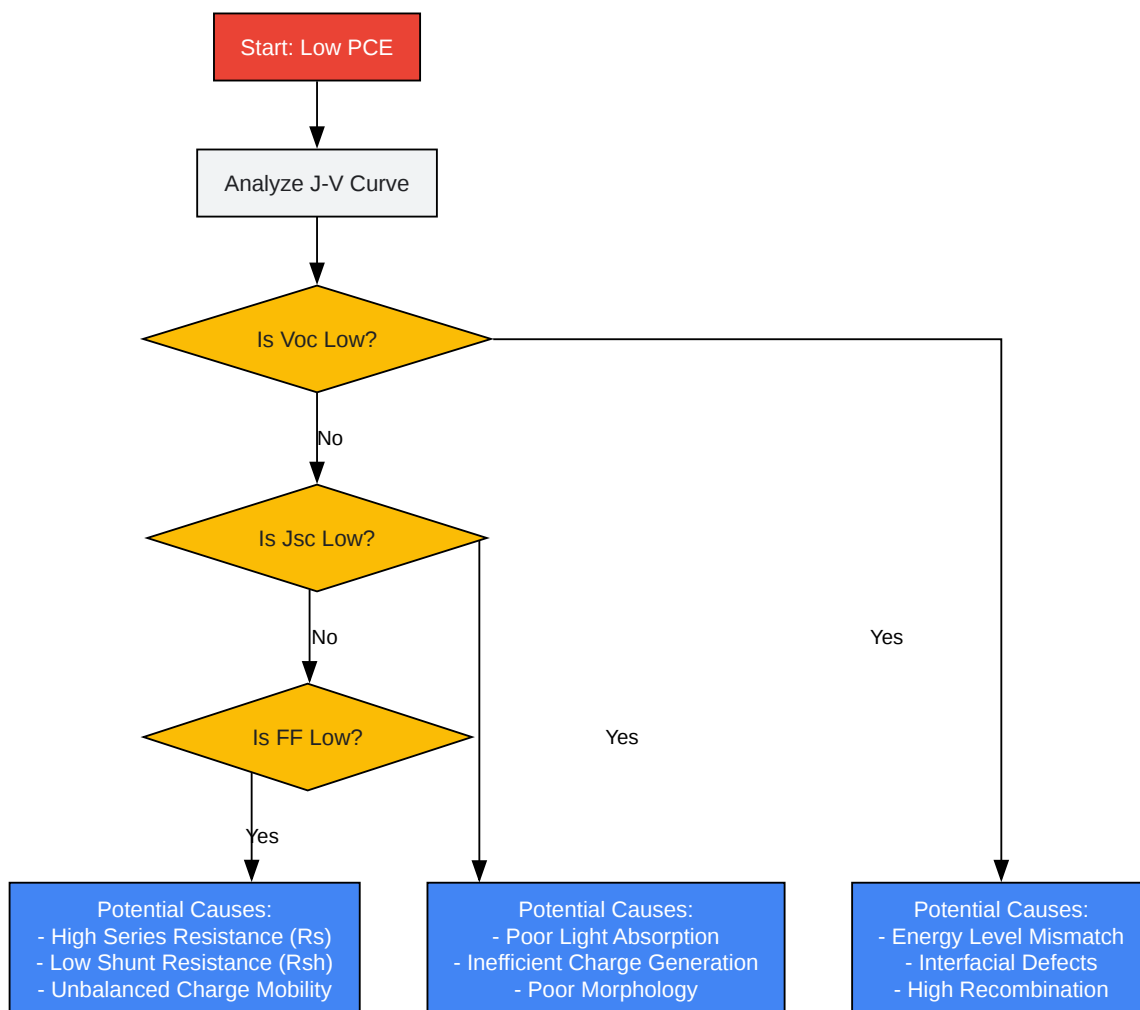 Start: Low PCE
Analyze J-V Curve
Is Voc Low?
No
Is Jsc Low?
No
Yes
Is FF Low?
Yes
Yes
Potential Causes:
- High Series Resistance (Rs)
- Low Shunt Resistance (Rsh)
- Unbalanced Charge Mobility
Potential Causes:
- Poor Light Absorption
- Inefficient Charge Generation
- Poor Morphology
Potential Causes:
- Energy Level Mismatch
- Interfacial Defects
- High Recombination